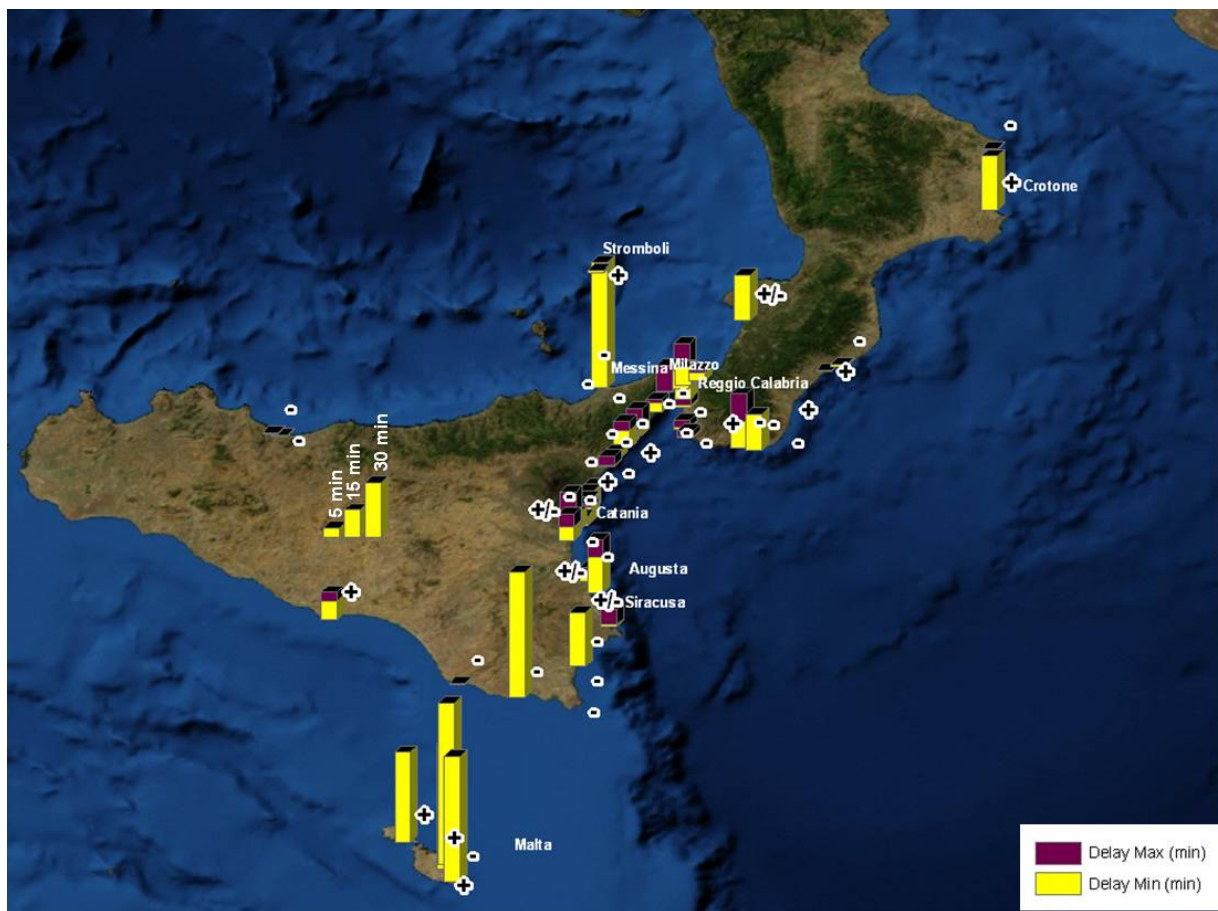 Crotone
Stromboli
+
+
+/-
-
-
Messina
Milazzo
Reggio Calabria
5 min
15 min
30 min
+/-
Catania
+/-
Augusta
+/-
Siracusa
+
Malta
+
+
-
+
Delay Max (min)
Delay Min (min)